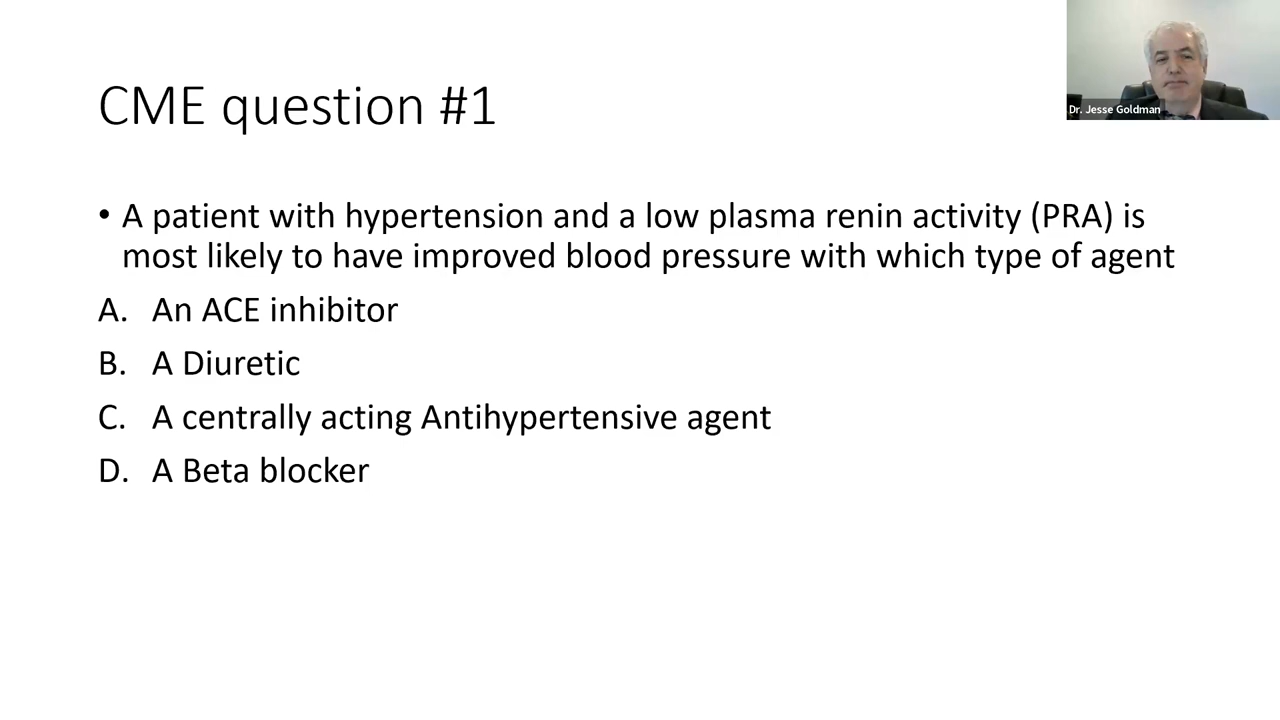 Dr. Jesse Goldman
CME question #1
• A patient with hypertension and a low plasma renin activity (PRA) is
most likely to have improved blood pressure with which type of agent
A. An ACE inhibitor
B. A Diuretic
C. A centrally acting Antihypertensive agent
D. A Beta blocker